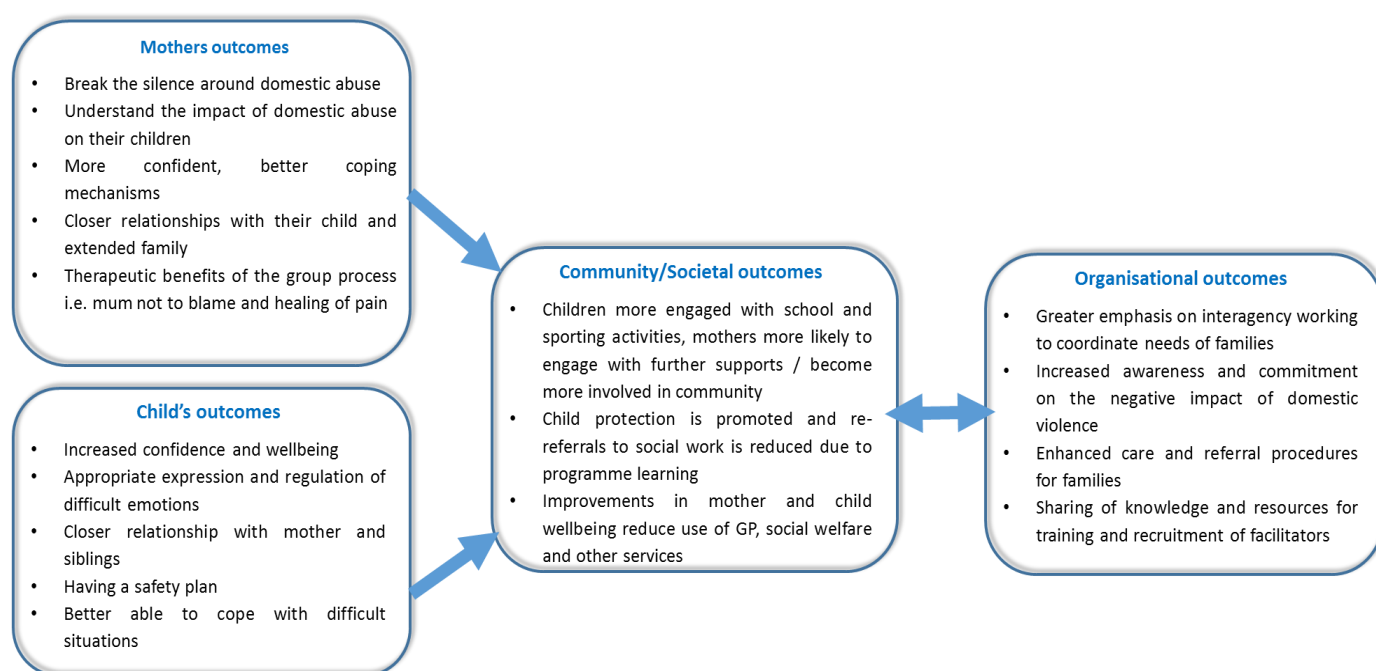 Mothers outcomes
• Break the silence around domestic abuse
• Understand the impact of domestic abuse
on their children
• More confident, better coping
mechanisms
• Closer relationships with their child and
extended family
• Therapeutic benefits of the group process
i.e. mum not to blame and healing of pain
Child’s outcomes
• Increased confidence and wellbeing
• Appropriate expression and regulation of
difficult emotions
• Closer relationship with mother and
siblings
• Having a safety plan
• Better able to cope with difficult
situations
Community/Societal outcomes
• Children more engaged with school and
sporting activities, mothers more likely to
engage with further supports / become
more involved in community
• Child protection is promoted and re-
referrals to social work is reduced due to
programme learning
• Improvements in mother and child
wellbeing reduce use of GP, social welfare
and other services
Organisational outcomes
• Greater emphasis on interagency working
to coordinate needs of families
• Increased awareness and commitment
on the negative impact of domestic
violence
• Enhanced care and referral procedures
for families
• Sharing of knowledge and resources for
training and recruitment of facilitators